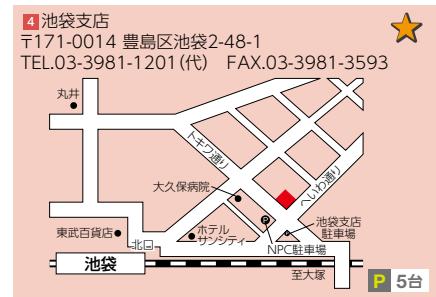 4 池袋支店
〒171-0014 豊島区池袋2-48-1
TEL.03-3981-1201(代) FAX.03-3981-3593
丸井
トキワ通り
大久保病院
へいわ通り
池袋支店
駐車場
東武百貨店
北口
ホテル
サンシティ
P
NPC駐車場
池袋
至大塚
P 5台